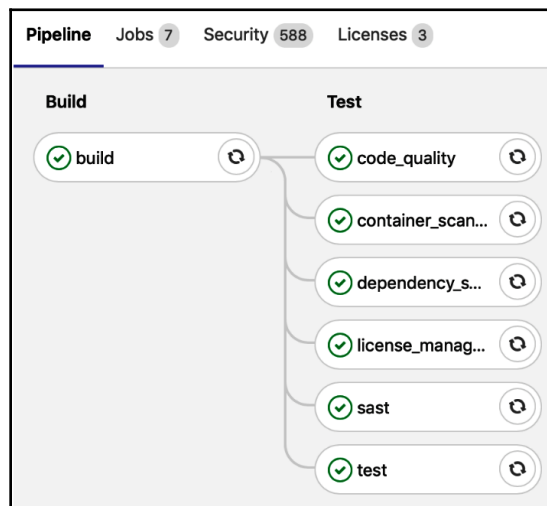 Pipeline Jobs 7 Security 588 Licenses 3
Build Test
build
code_quality
container_scan...
dependency_s...
license_manag...
sast
test